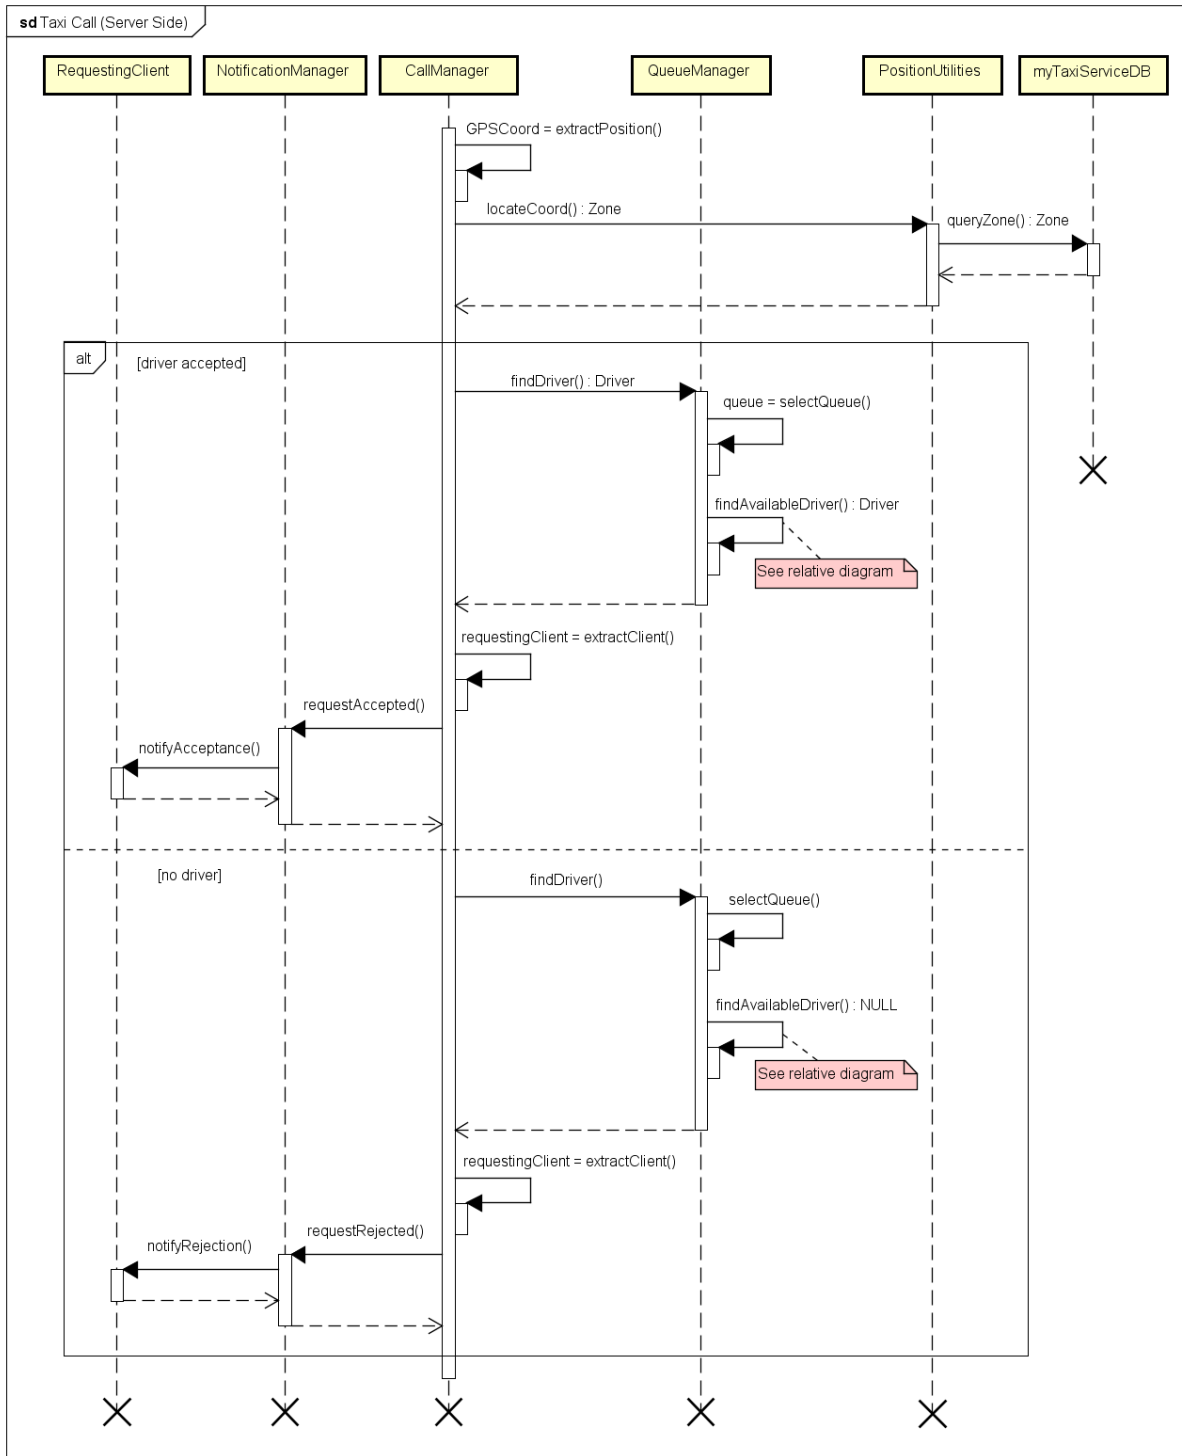 sd Taxi Call (Server Side)
RequestingClient
NotificationManager
CallManager
QueueManager
PositionUtilities
myTaxiServiceDB
GPSCoord = extractPosition()
locateCoord() : Zone
queryZone() : Zone
alt
[driver accepted]
findDriver() : Driver
queue = selectQueue()
findAvailableDriver() : Driver
See relative diagram
requestingClient = extractClient()
requestAccepted()
notifyAcceptance()
[no driver]
findDriver()
selectQueue()
findAvailableDriver() : NULL
See relative diagram
requestingClient = extractClient()
requestRejected()
notifyRejection()